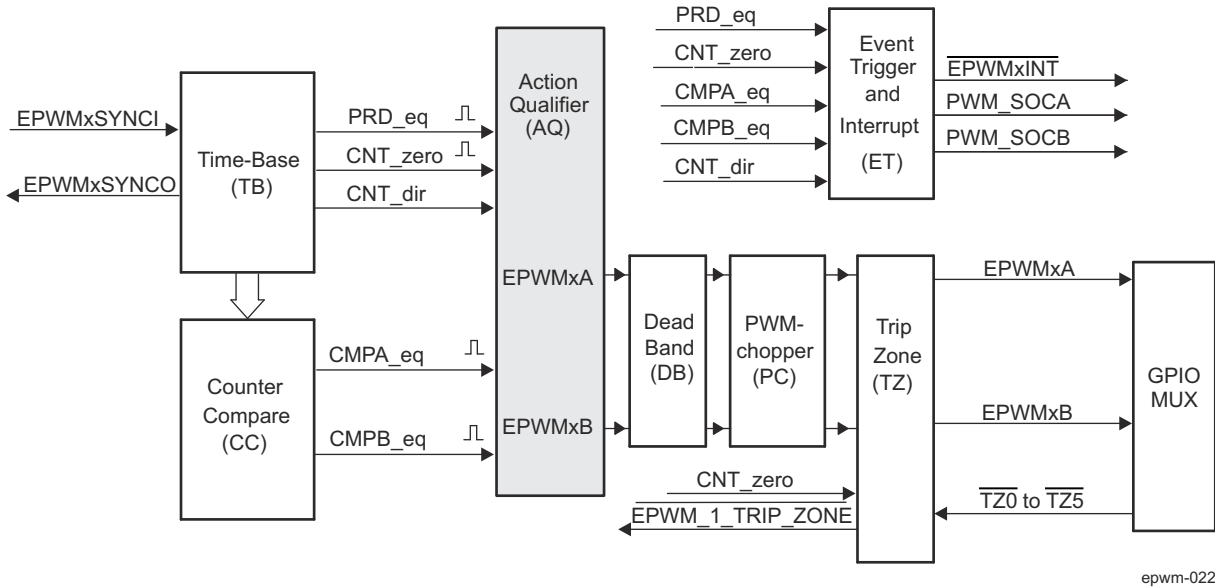 EPWMxSYNCI
EPWMxSYNCO
Time-Base
(TB)
PRD_eq
CNT_zero
CNT_dir
Counter
Compare
(CC)
CMPA_eq
CMPB_eq
Action
Qualifier
(AQ)
EPWMxA
EPWMxB
PRD_eq
CNT_zero
CMPA_eq
CMPB_eq
CNT_dir
Event
Trigger
and
Interrupt
(ET)
EPWMxINT
PWM_SOCA
PWM_SOCB
Dead
Band
(DB)
PWM-
chopper
(PC)
CNT_zero
EPWM_1_TRIP_ZONE
Trip
Zone
(TZ)
EPWMxA
EPWMxB
TZ0 to TZ5
GPIO
MUX
epwm-022